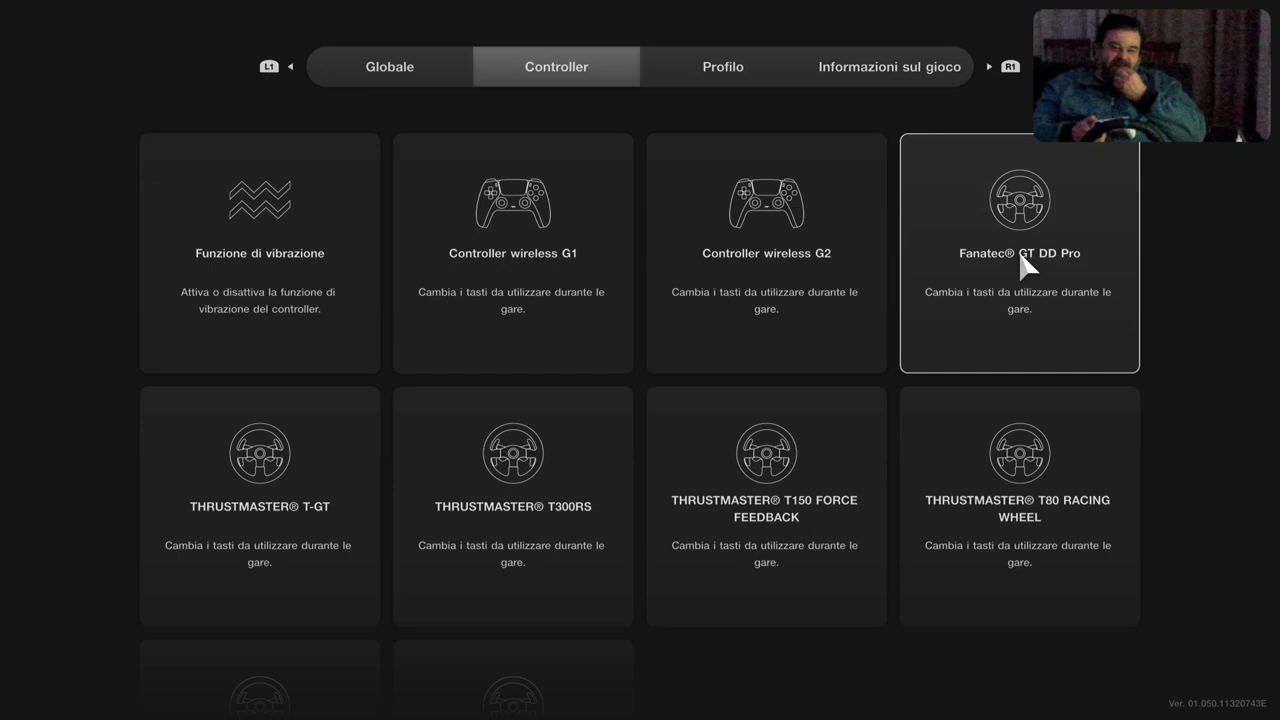 L1
Globale
Controller
Profilo
Informazioni sul gioco
R1
Funzione di vibrazione
Attiva o disattiva la funzione di
vibrazione del controller.
Controller wireless G1
Cambia i tasti da utilizzare durante le
gare.
Controller wireless G2
Cambia i tasti da utilizzare durante le
gare.
Fanatec® GT DD Pro
Cambia i tasti da utilizzare durante le
gare.
THRUSTMASTER® T-GT
Cambia i tasti da utilizzare durante le
gare.
THRUSTMASTER® T300RS
Cambia i tasti da utilizzare durante le
gare.
THRUSTMASTER® T150 FORCE
FEEDBACK
Cambia i tasti da utilizzare durante le
gare.
THRUSTMASTER® T80 RACING
WHEEL
Cambia i tasti da utilizzare durante le
gare.
Ver. 01.050.11320743E